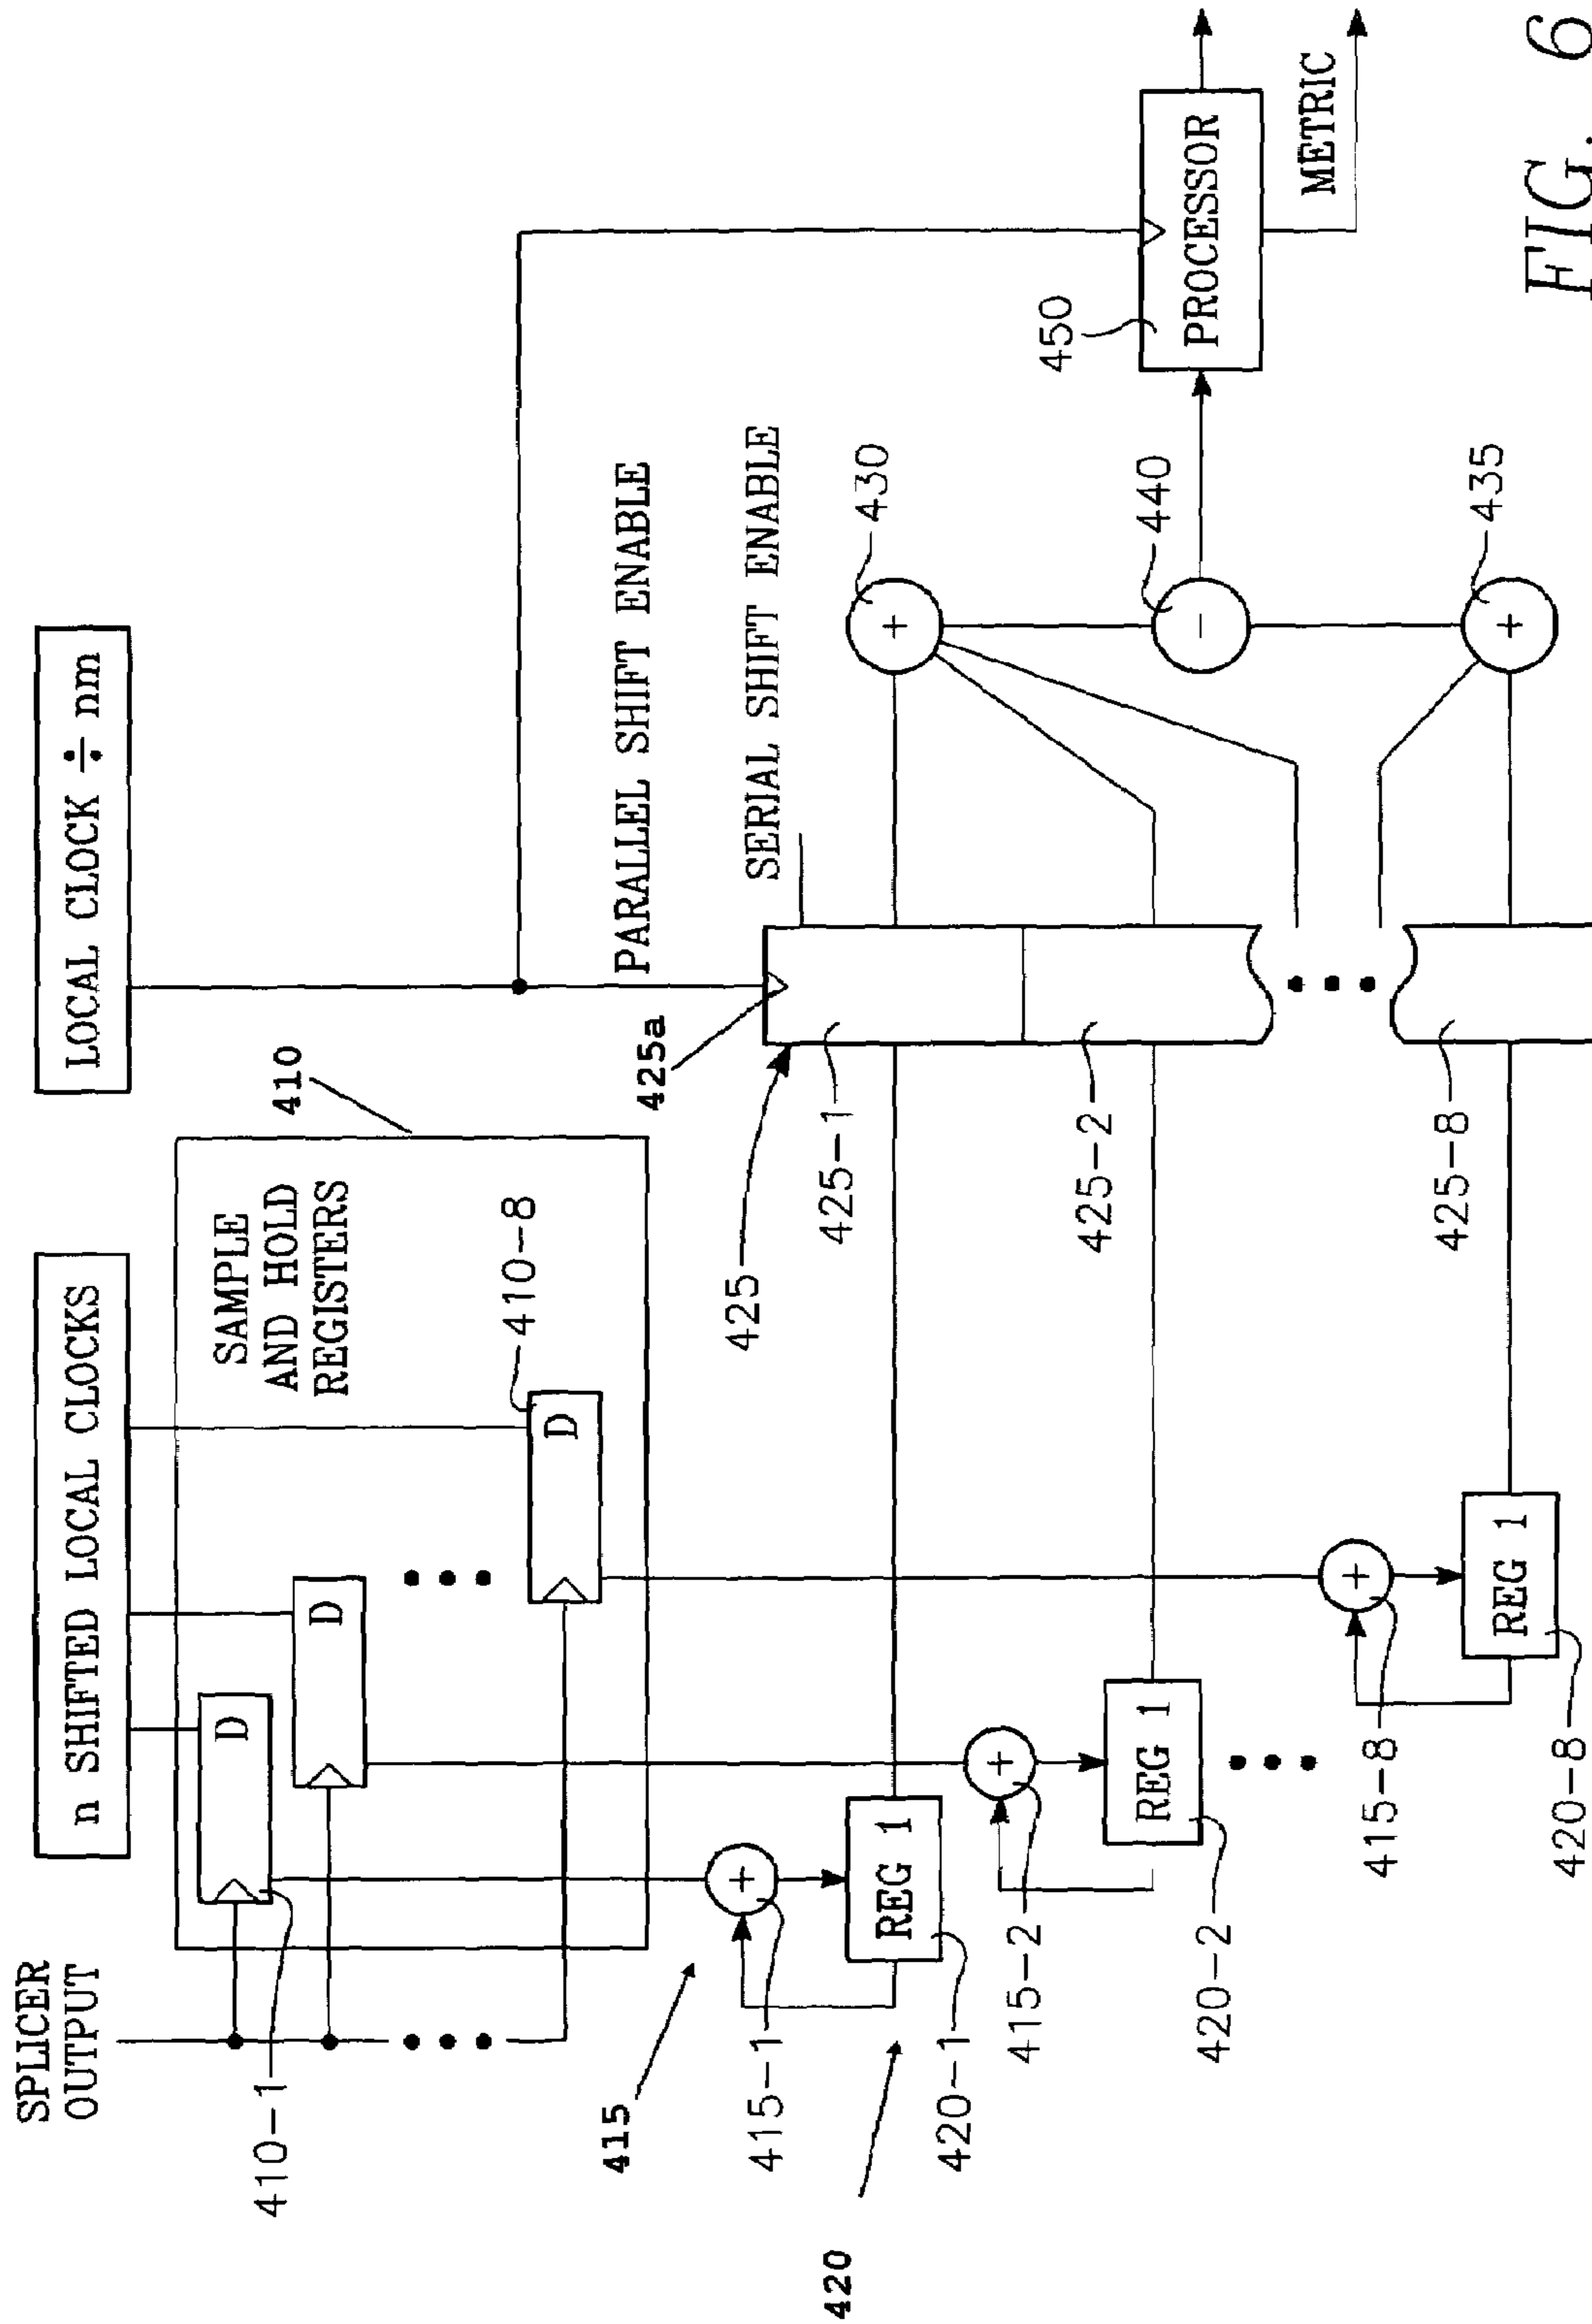 SPLICER
OUTPUT
n SHIFTED LOCAL CLOCKS
LOCAL CLOCK ÷ nm
410
SAMPLE
AND HOLD
REGISTERS
D
D
D
410-1
410-8
415
415-1
+
REG 1
420
420-1
415-2
+
REG 1
420-2
415-8
+
REG 1
420-8
425a
425
425-1
425-2
425-8
PARALLEL SHIFT ENABLE
SERIAL SHIFT ENABLE
+
430
-
440
+
435
450
PROCESSOR
METRIC
FIG. 6